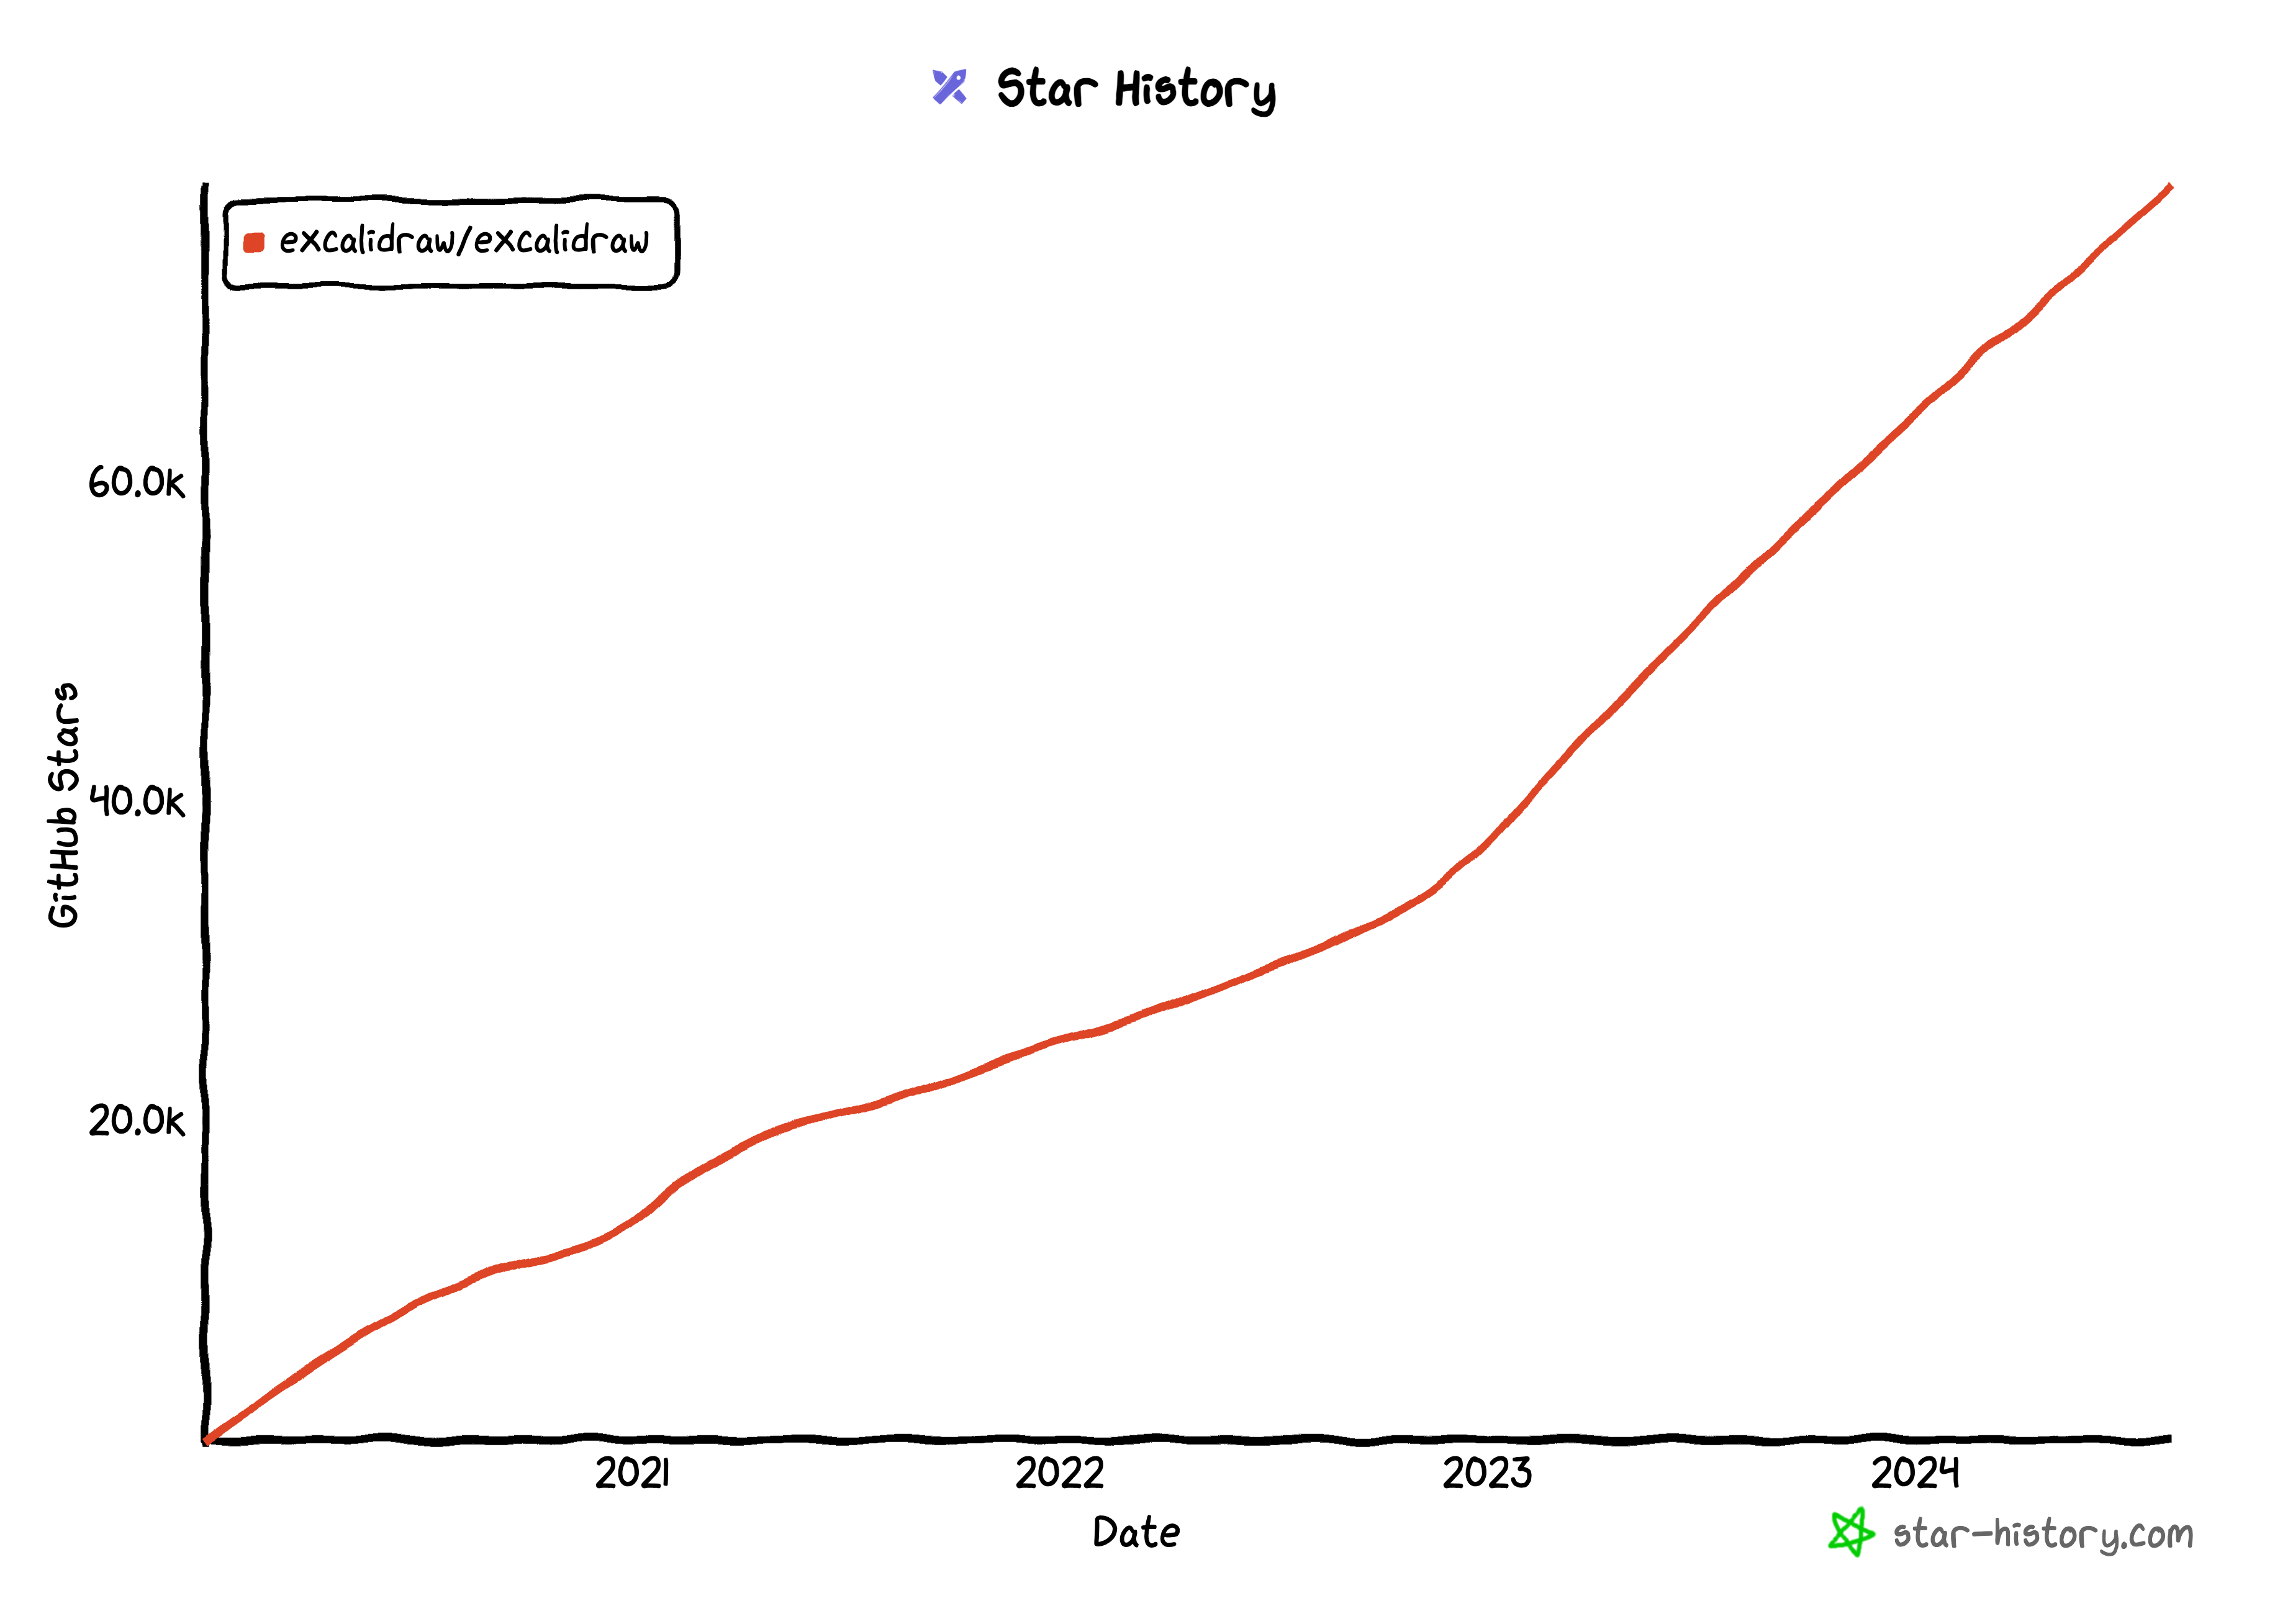 Star History
excalidraw/excalidraw
60.0K
40.0K
20.0K
GitHub Stars
2021
2022
2023
2024
Date
star-history.com